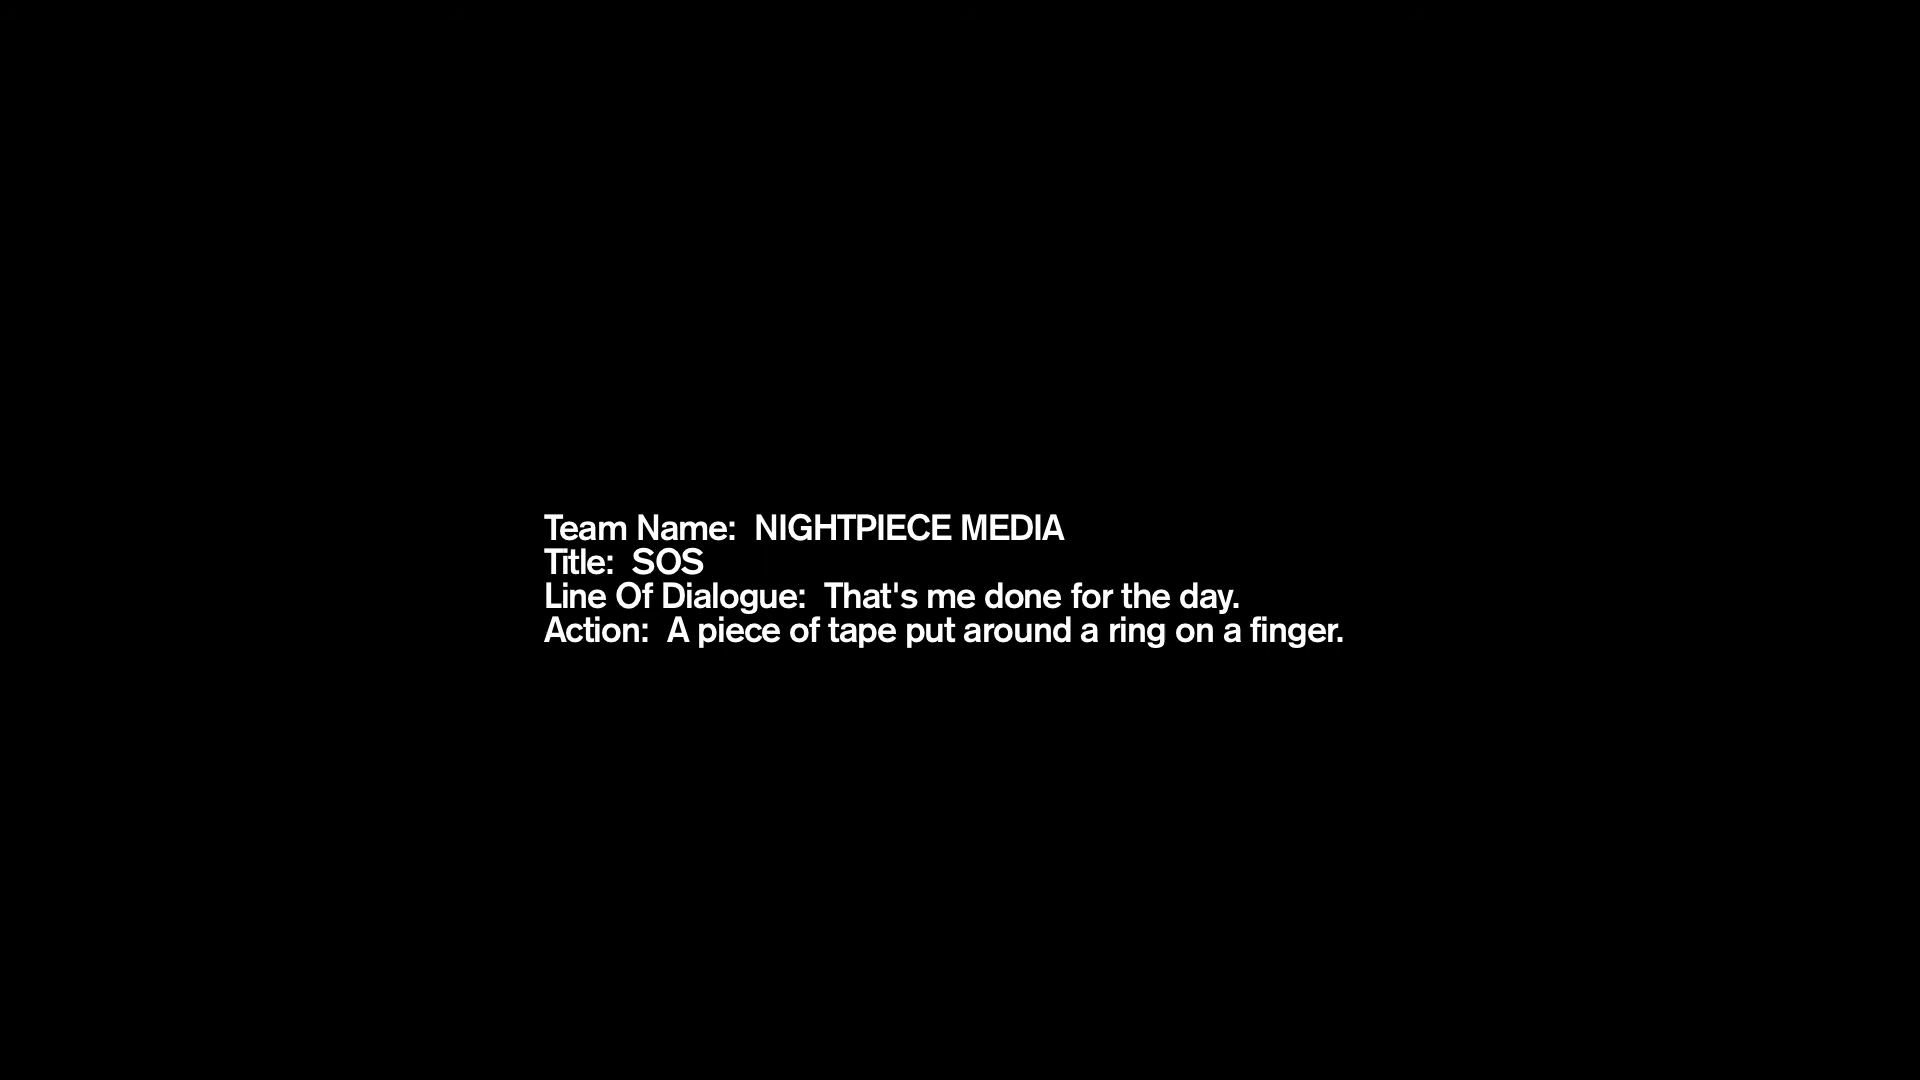 Team Name:  NIGHTPIECE MEDIA
Title:  SOS
Line Of Dialogue:  That's me done for the day.
Action:  A piece of tape put around a ring on a finger.